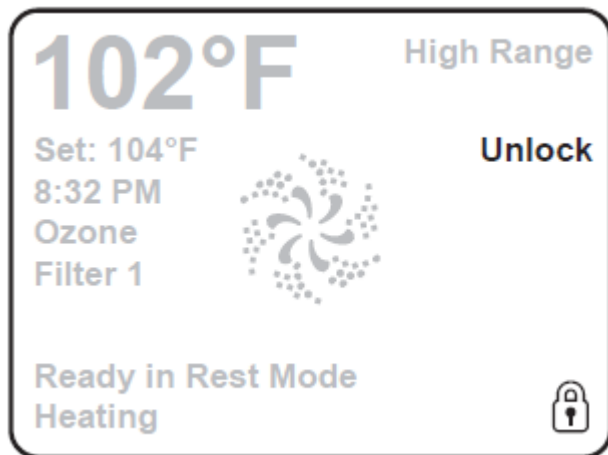 102°F
High Range
Set: 104°F
Unlock
8:32 PM
Ozone
Filter 1
Ready in Rest Mode
Heating